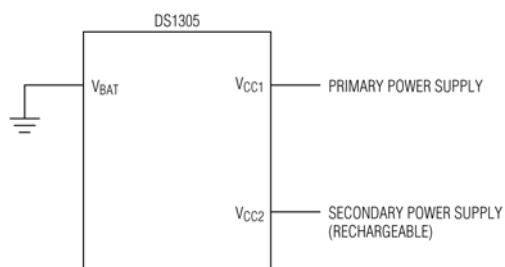 DS1305
VBAT
VCC1
PRIMARY POWER SUPPLY
VCC2
SECONDARY POWER SUPPLY
(RECHARGEABLE)